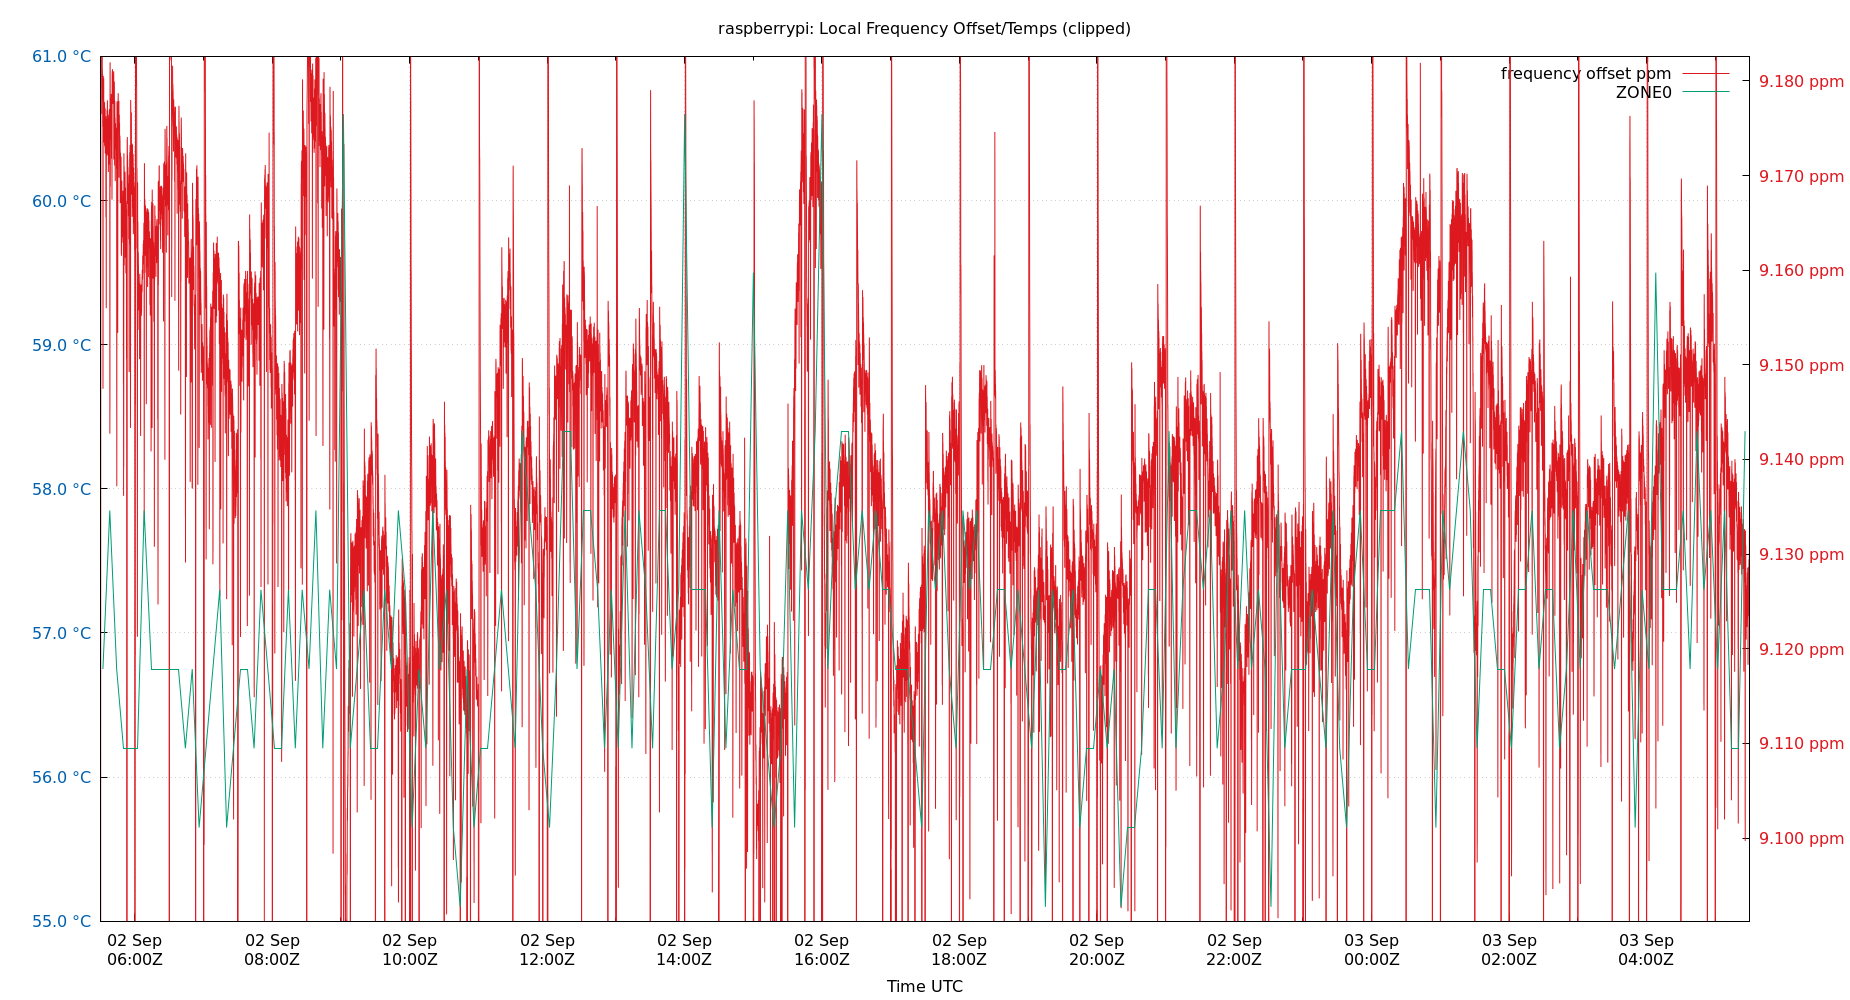 raspberrypi: Local Frequency Offset/Temps (clipped)
61.0 °C
60.0 °C
59.0 °C
58.0 °C
57.0 °C
56.0 °C
55.0 °C
frequency offset ppm
ZONE0
9.180 ppm
9.170 ppm
9.160 ppm
9.150 ppm
9.140 ppm
9.130 ppm
9.120 ppm
9.110 ppm
9.100 ppm
02 Sep 02 Sep 02 Sep 02 Sep 02 Sep 02 Sep 02 Sep 02 Sep 02 Sep 03 Sep 03 Sep 03 Sep
06:00Z 08:00Z 10:00Z 12:00Z 14:00Z 16:00Z 18:00Z 20:00Z 22:00Z 00:00Z 02:00Z 04:00Z
Time UTC